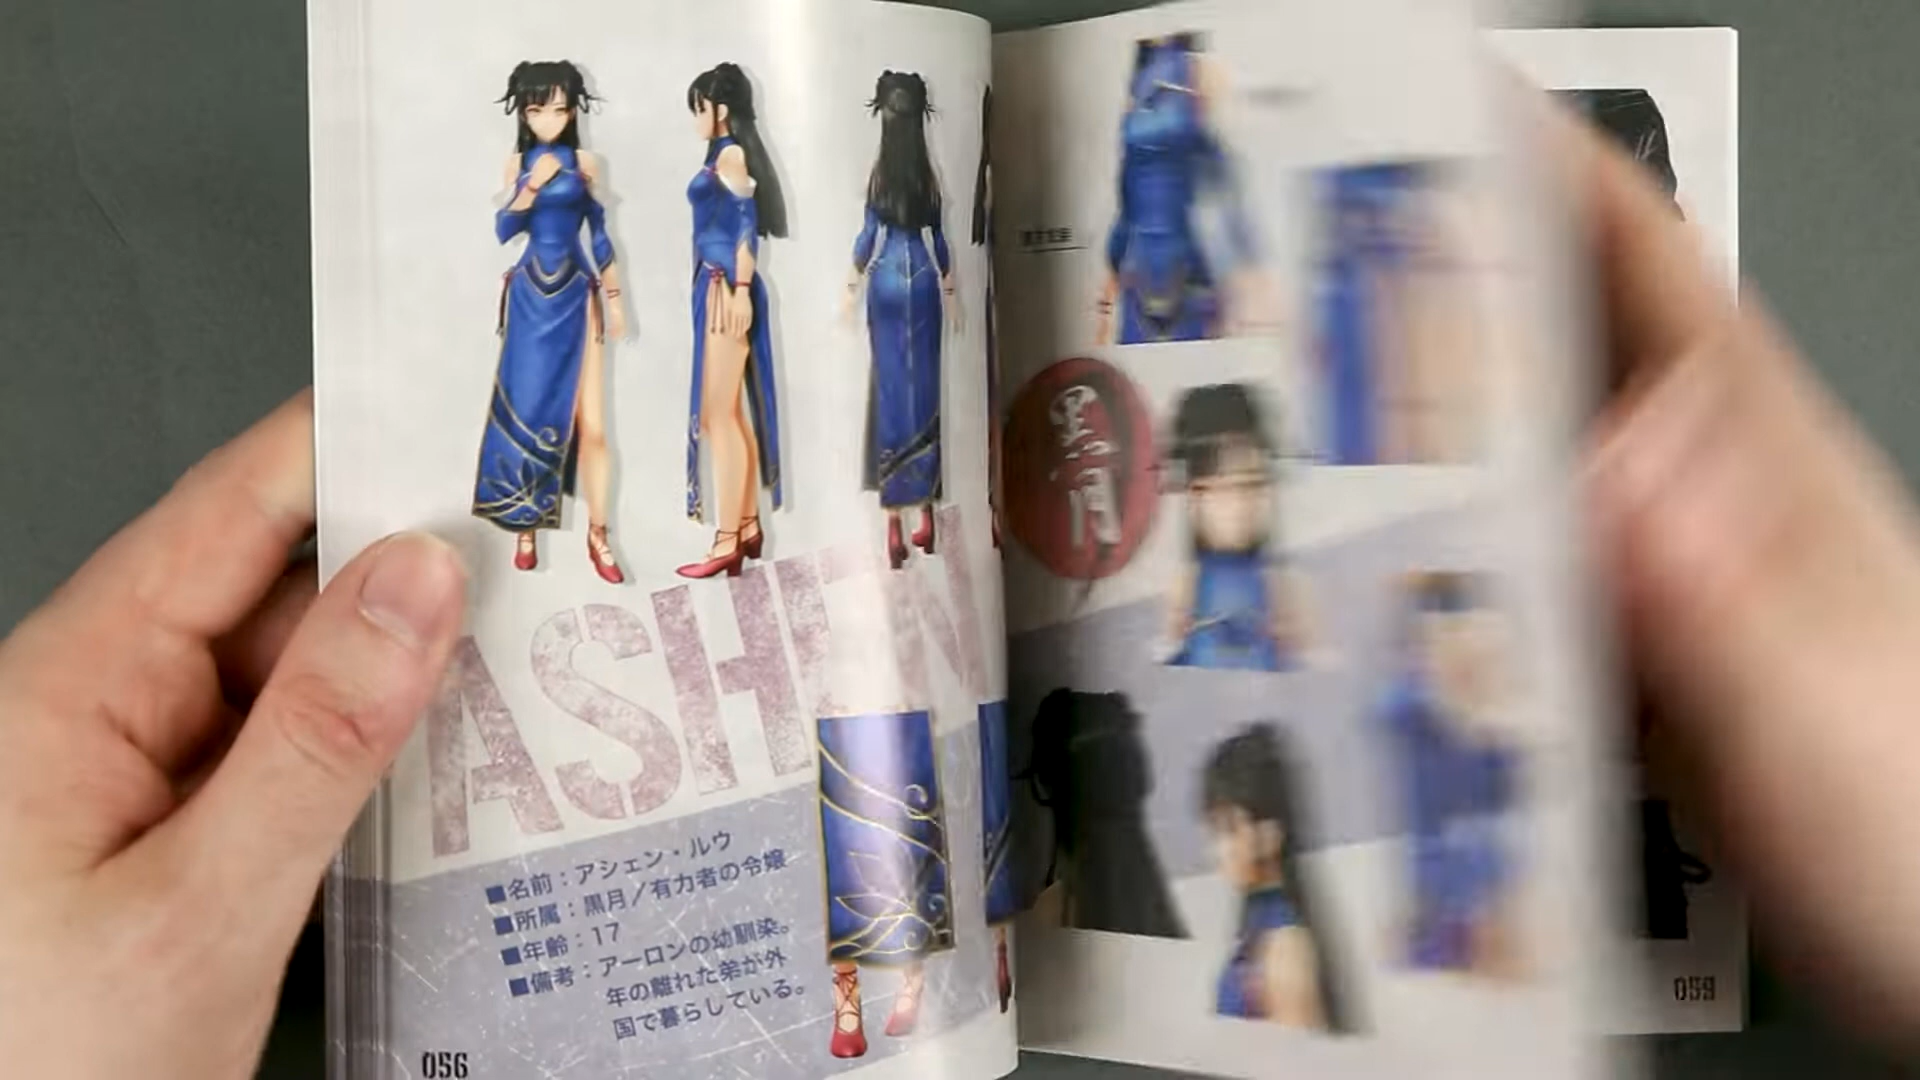 ASHEN
■名前：アシェン・ルウ
■所属：黒月／有力者の令嬢
■年齢：17
■備考：アーロンの幼馴染。
年の離れた弟が外
国で暮らしている。
056
黒月
059